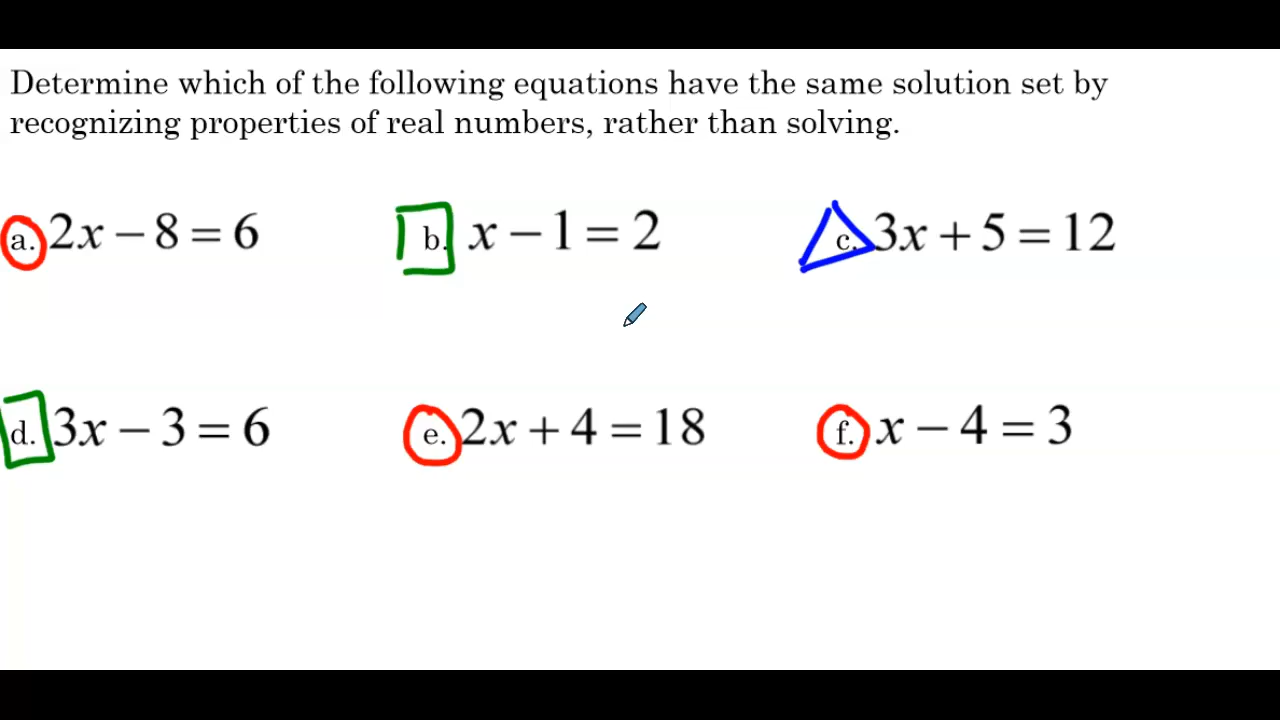 Determine which of the following equations have the same solution set by
recognizing properties of real numbers, rather than solving.
a. 2x − 8 = 6 b. x − 1 = 2 c. 3x + 5 = 12
d. 3x − 3 = 6 e. 2x + 4 = 18 f. x − 4 = 3